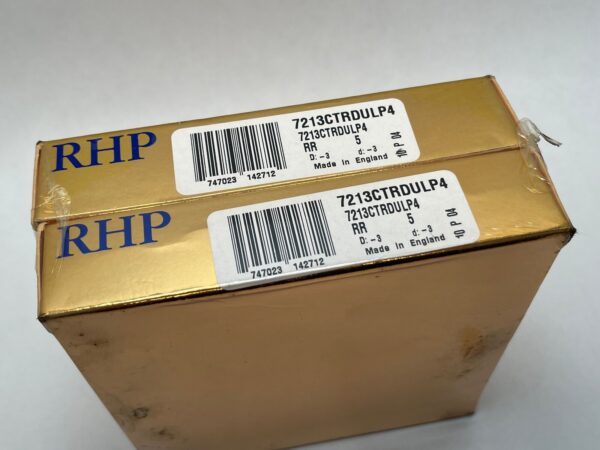 RHP
7213CTRDULP4
7213CTRDULP4
RR 5
D: -3 d: -3
Made in England
10 P 04
747023 142712
RHP
7213CTRDULP4
7213CTRDULP4
RR 5
D: -3 d: -3
Made in England
10 P 04
747023 142712